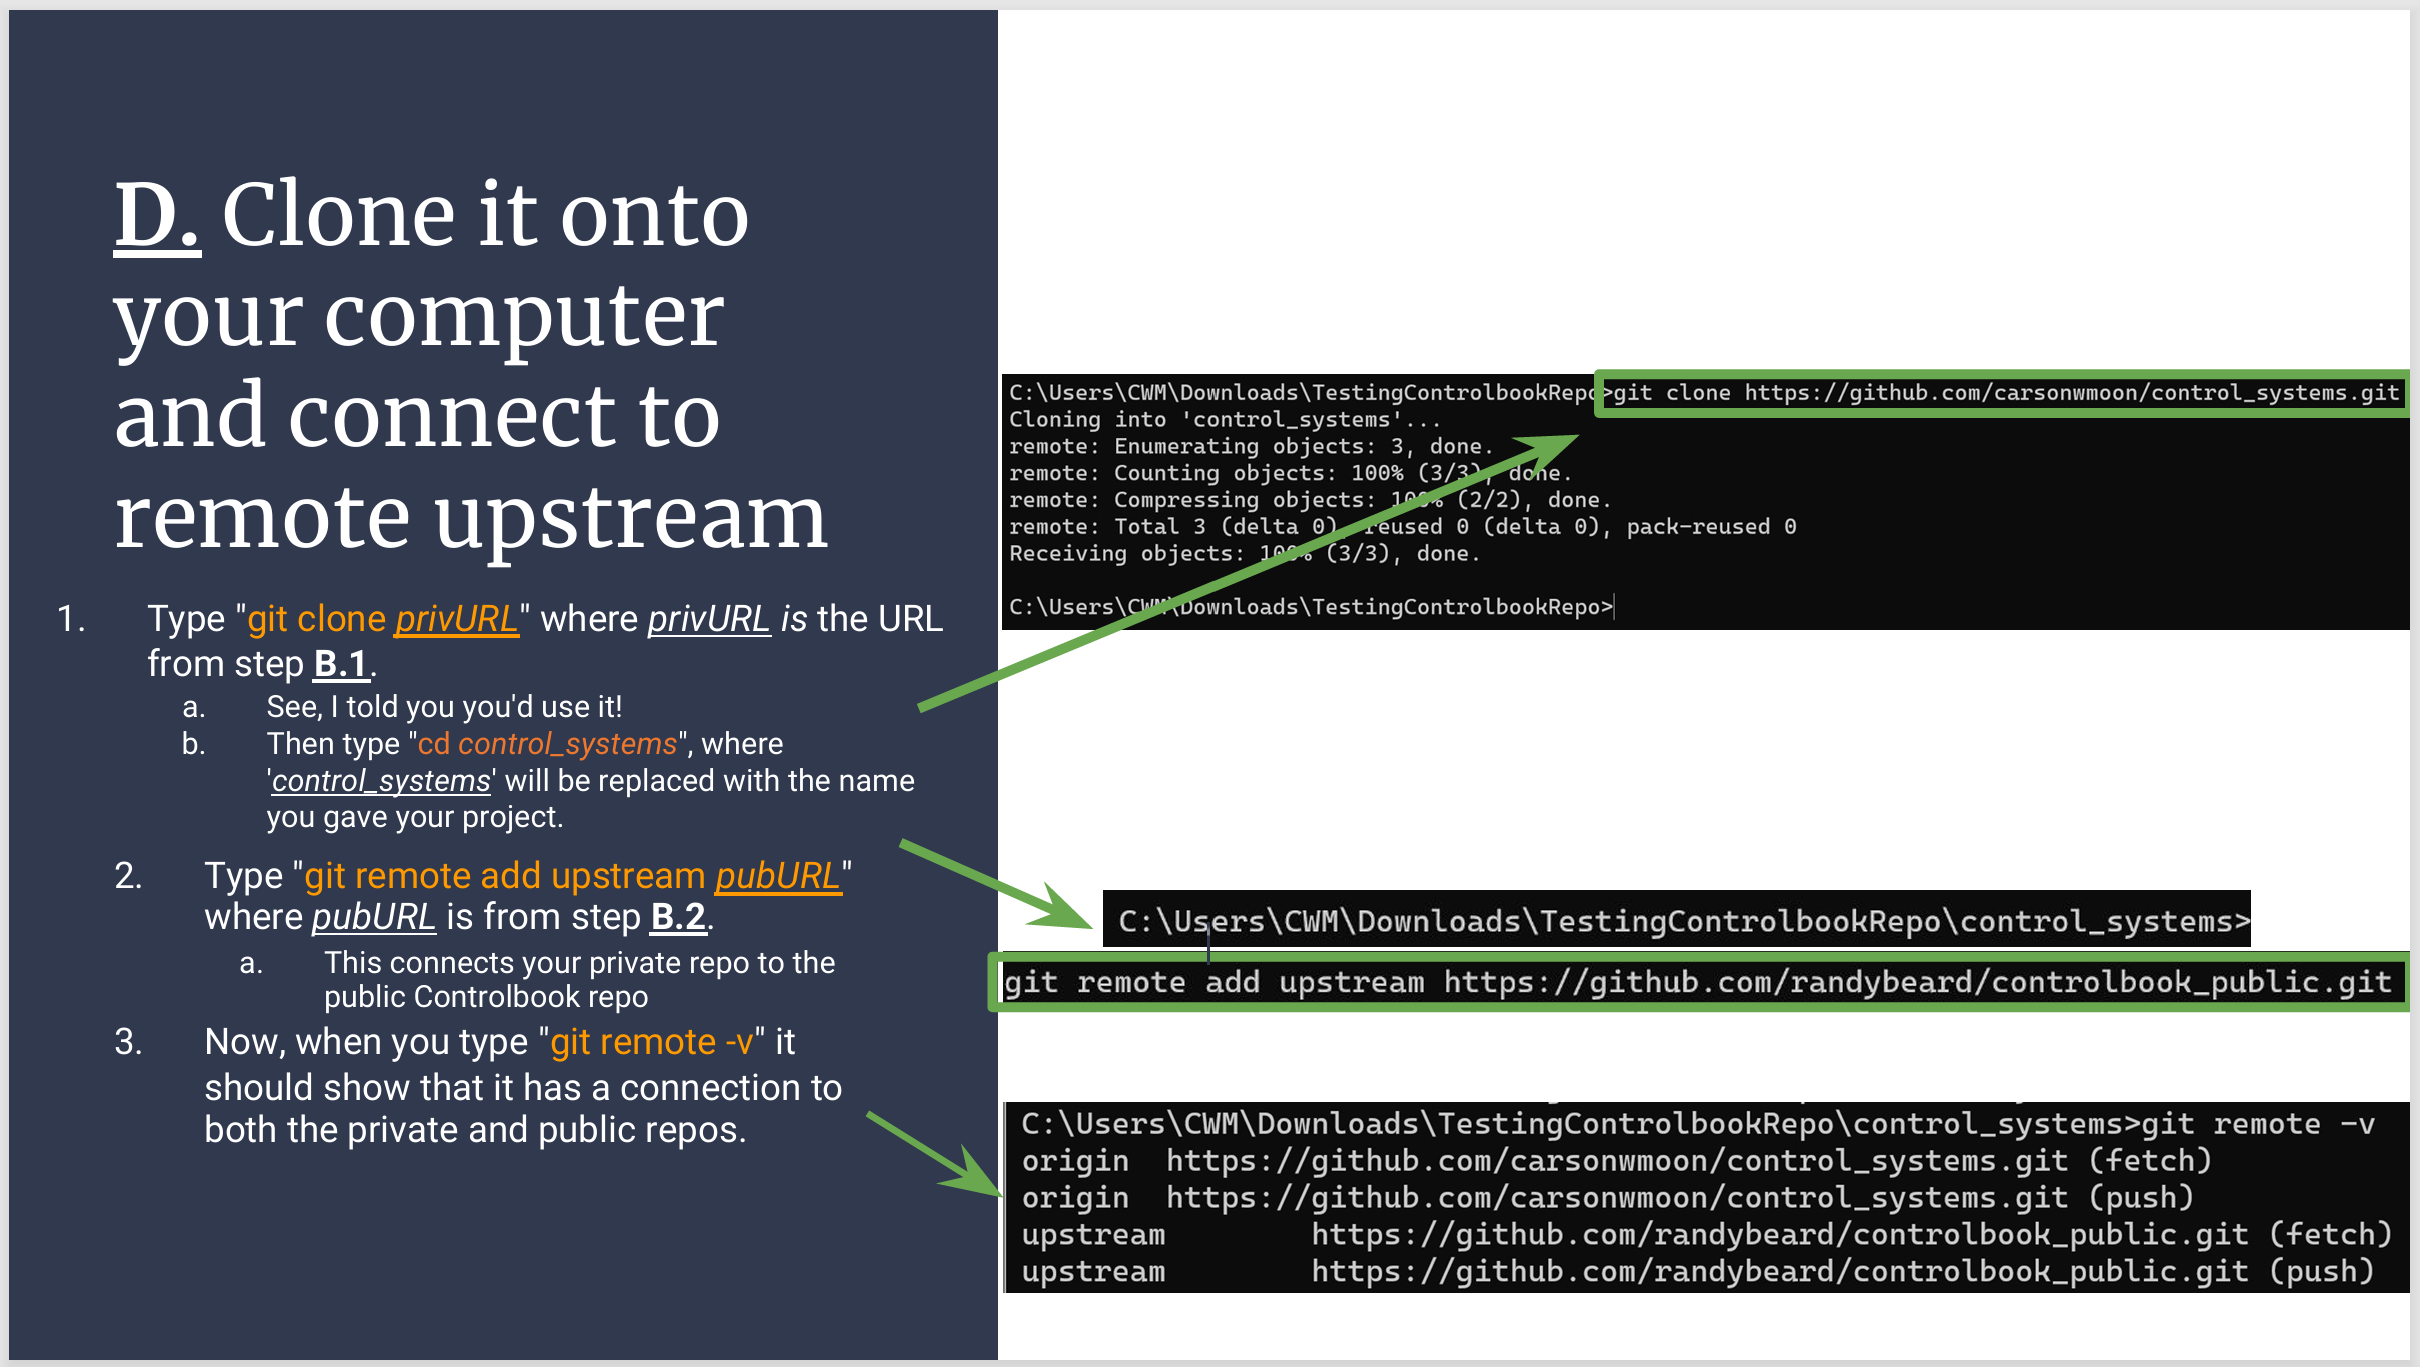 D. Clone it onto
your computer
and connect to
remote upstream
1. Type "git clone privURL" where privURL is the URL
from step B.1.
a. See, I told you you'd use it!
b. Then type "cd control_systems", where
'control_systems' will be replaced with the name
you gave your project.
2. Type "git remote add upstream pubURL"
where pubURL is from step B.2.
a. This connects your private repo to the
public Controlbook repo
3. Now, when you type "git remote -v" it
should show that it has a connection to
both the private and public repos.
C:\Users\CWM\Downloads\TestingControlbookRepo>git clone https://github.com/carsonwmoon/control_systems.git
Cloning into 'control_systems'...
remote: Enumerating objects: 3, done.
remote: Counting objects: 100% (3/3), done.
remote: Compressing objects: 100% (2/2), done.
remote: Total 3 (delta 0), reused 0 (delta 0), pack-reused 0
Receiving objects: 100% (3/3), done.
C:\Users\CWM\Downloads\TestingControlbookRepo>
C:\Users\CWM\Downloads\TestingControlbookRepo\control_systems>
git remote add upstream https://github.com/randybeard/controlbook_public.git
C:\Users\CWM\Downloads\TestingControlbookRepo\control_systems>git remote -v
origin https://github.com/carsonwmoon/control_systems.git (fetch)
origin https://github.com/carsonwmoon/control_systems.git (push)
upstream https://github.com/randybeard/controlbook_public.git (fetch)
upstream https://github.com/randybeard/controlbook_public.git (push)